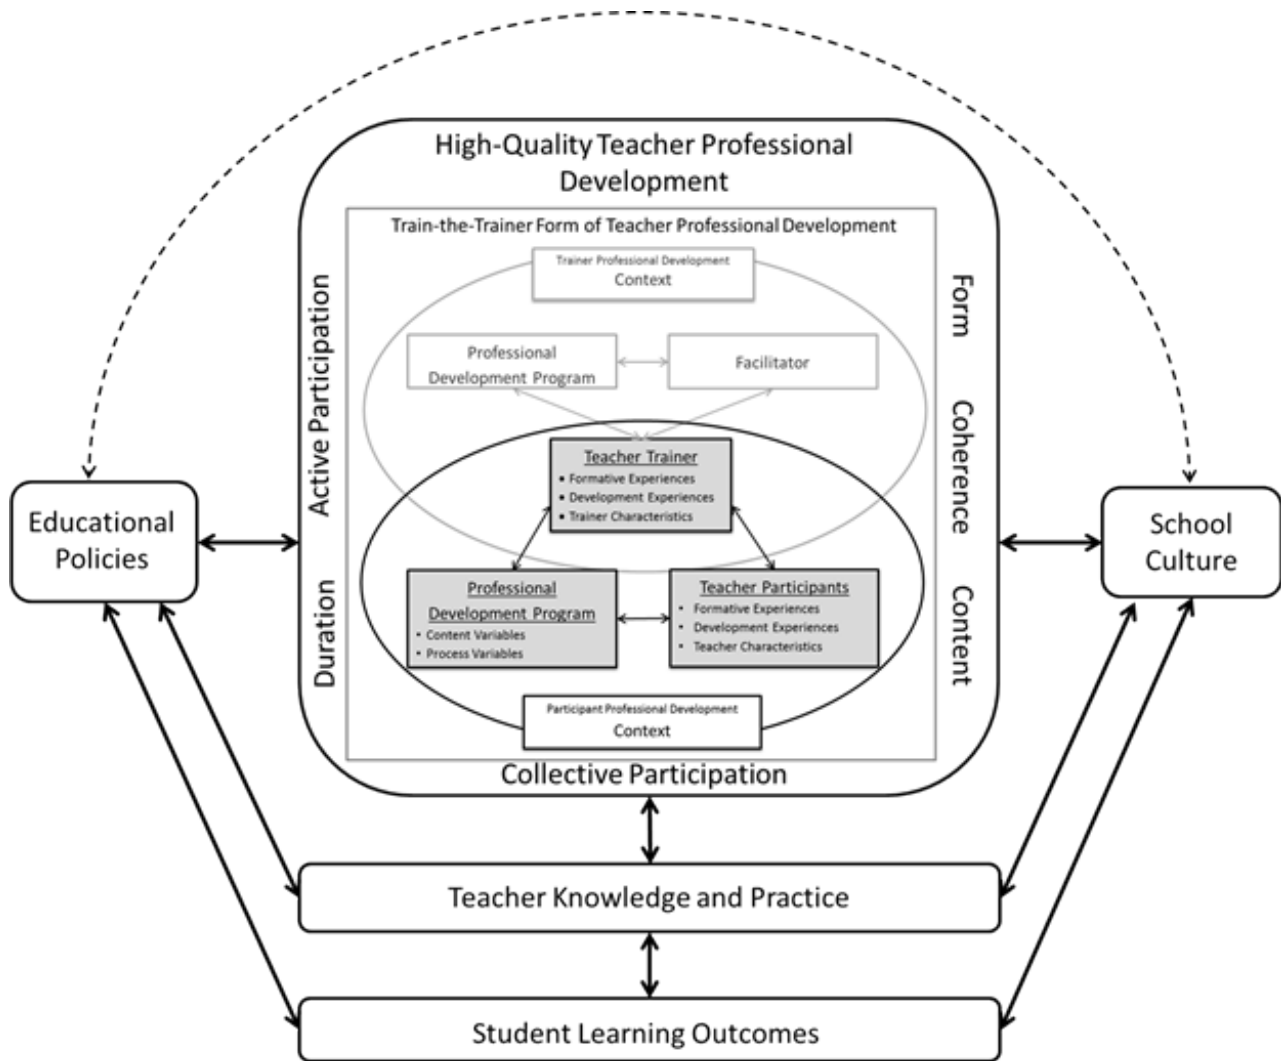 High-Quality Teacher Professional
Development
Train-the-Trainer Form of Teacher Professional Development
Trainer Professional Development
Context
Professional
Development Program
Facilitator
Teacher Trainer
• Formative Experiences
• Development Experiences
• Trainer Characteristics
Professional
Development Program
• Content Variables
• Process Variables
Teacher Participants
• Formative Experiences
• Development Experiences
• Teacher Characteristics
Participant Professional Development
Context
Active Participation
Duration
Form
Coherence
Content
Collective Participation
Educational
Policies
School
Culture
Teacher Knowledge and Practice
Student Learning Outcomes